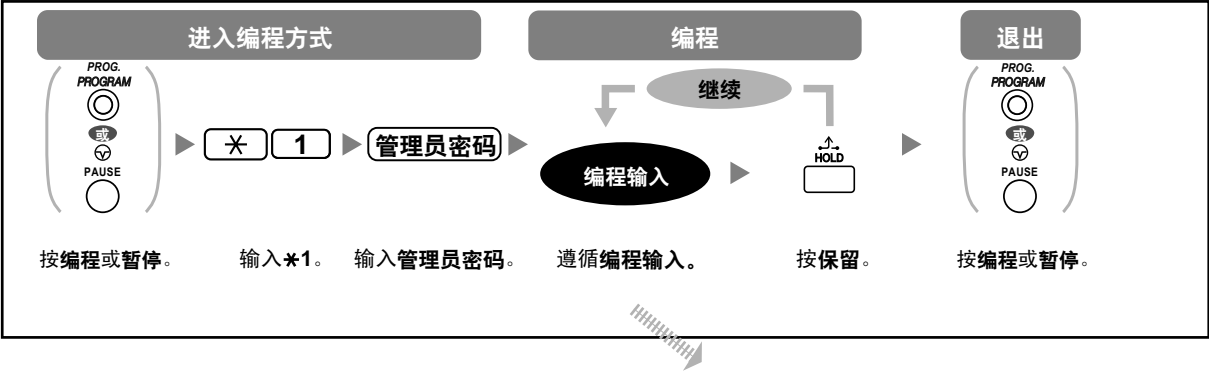 进入编程方式
编程
退出
PROG.
PROGRAM
或
PAUSE
1
管理员密码
继续
编程输入
HOLD
PROG.
PROGRAM
或
PAUSE
按编程或暂停。
输入*1。
输入管理员密码。
遵循编程输入。
按保留。
按编程或暂停。